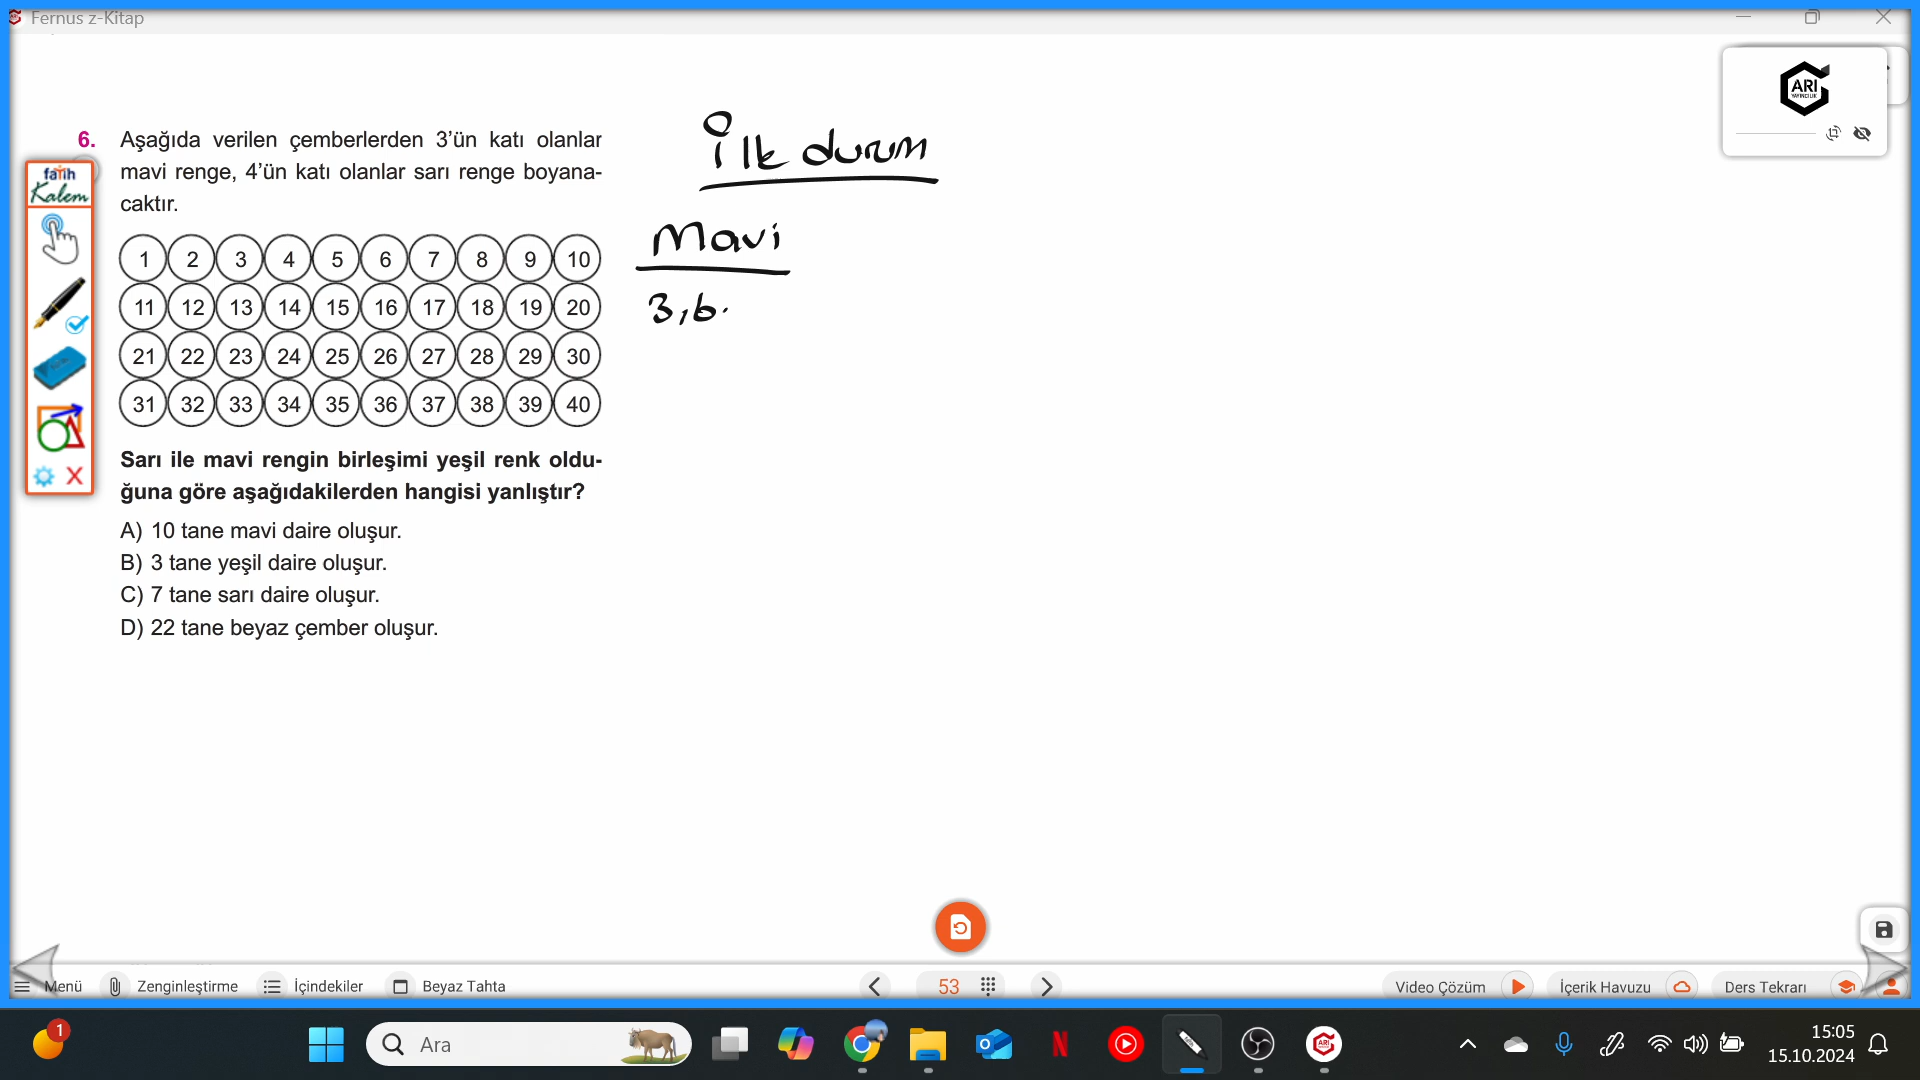 Fernus z-Kitap
ARI
YAYINCILIK
6. Aşağıda verilen çemberlerden 3’ün katı olanlar
mavi renge, 4’ün katı olanlar sarı renge boyana-
caktır.
fatih
Kalem
1 2 3 4 5 6 7 8 9 10
11 12 13 14 15 16 17 18 19 20
21 22 23 24 25 26 27 28 29 30
31 32 33 34 35 36 37 38 39 40
Sarı ile mavi rengin birleşimi yeşil renk oldu-
ğuna göre aşağıdakilerden hangisi yanlıştır?
A) 10 tane mavi daire oluşur.
B) 3 tane yeşil daire oluşur.
C) 7 tane sarı daire oluşur.
D) 22 tane beyaz çember oluşur.
İlk durum
Mavi
3,6.
Menü Zenginleştirme İçindekiler Beyaz Tahta 53 Video Çözüm İçerik Havuzu Ders Tekrarı
1 Ara 15:05
15.10.2024